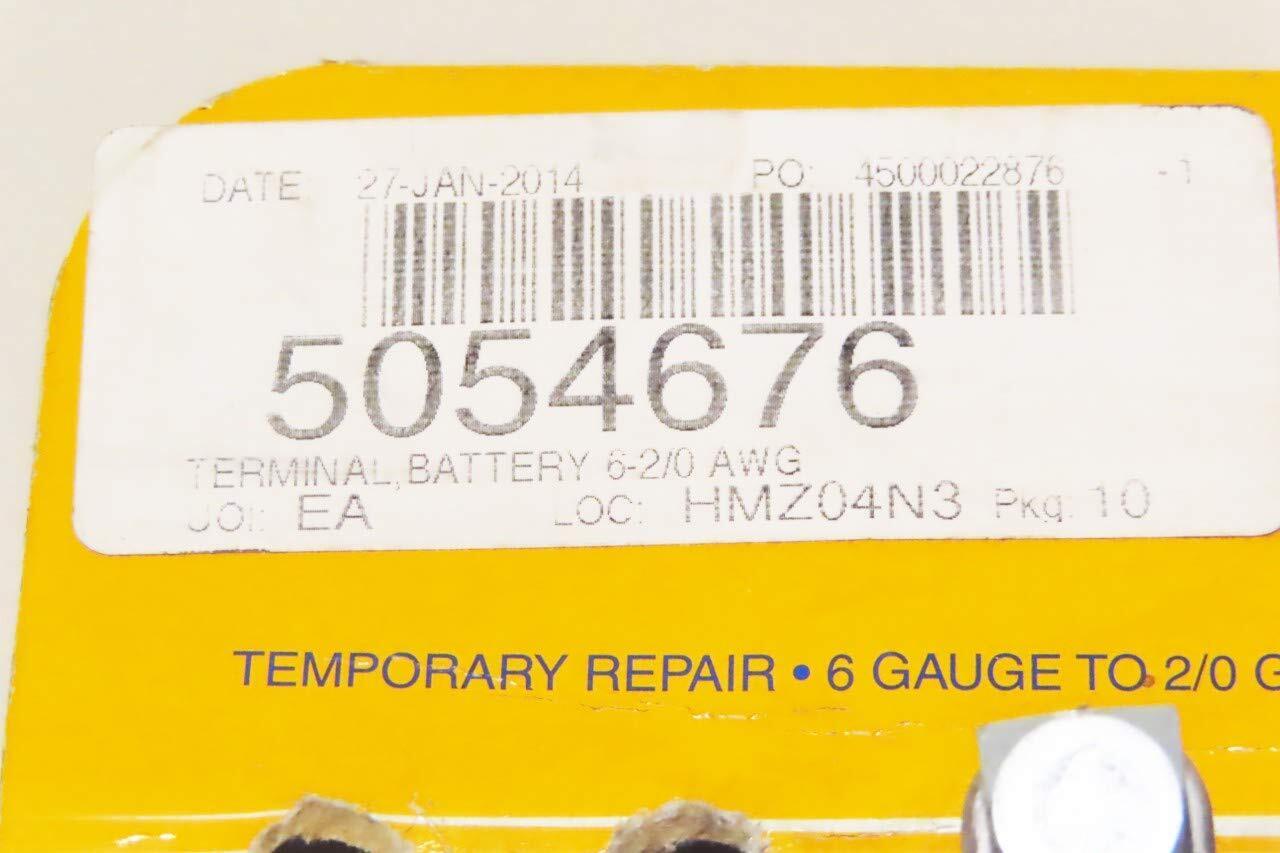 DATE 27-JAN-2014 PO: 4500022876 -1
5054676
TERMINAL, BATTERY 6-2/0 AWG
UOI: EA LOC: HMZ04N3 Pkg: 10
TEMPORARY REPAIR • 6 GAUGE TO 2/0 G